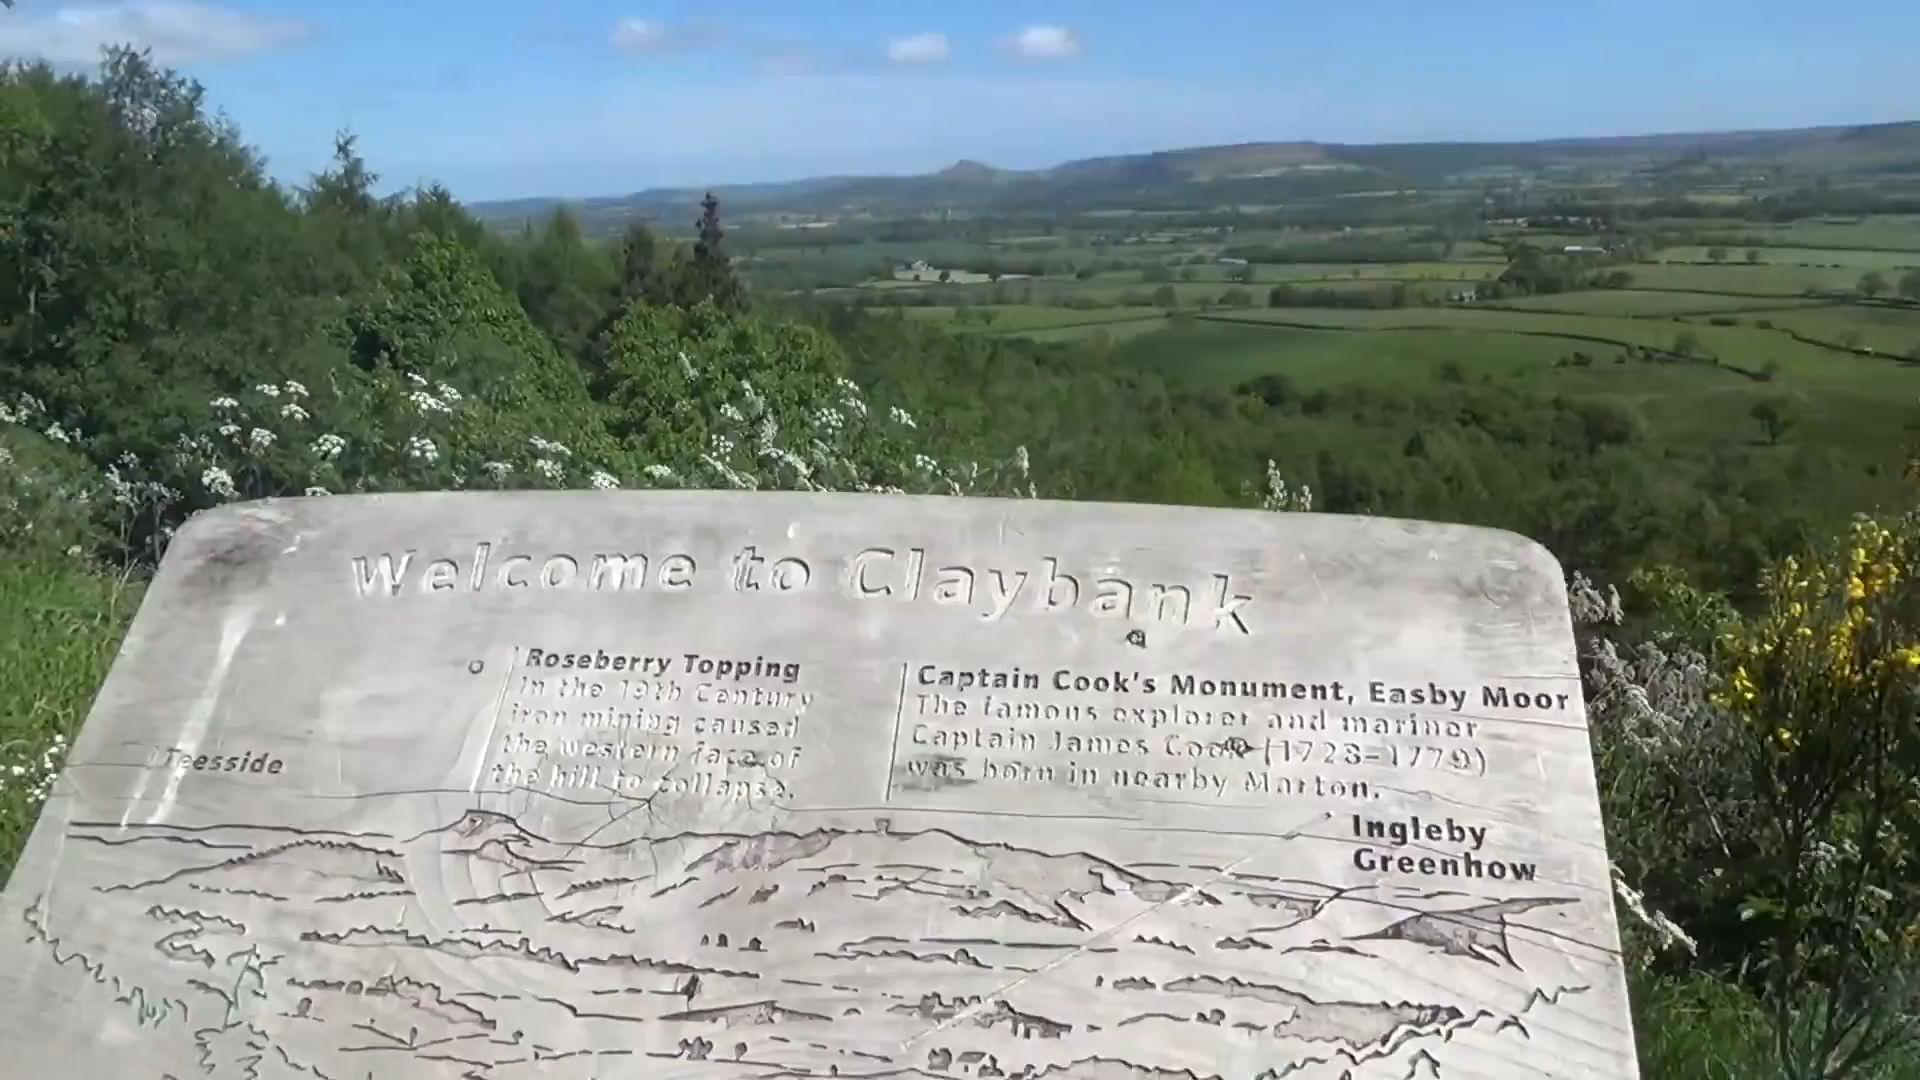 Welcome to Claybank
Roseberry Topping
In the 19th Century
iron mining caused
the western face of
the hill to collapse.
Captain Cook's Monument, Easby Moor
The famous explorer and mariner
Captain James Cook (1728-1779)
was born in nearby Marton.
Teesside
Ingleby
Greenhow